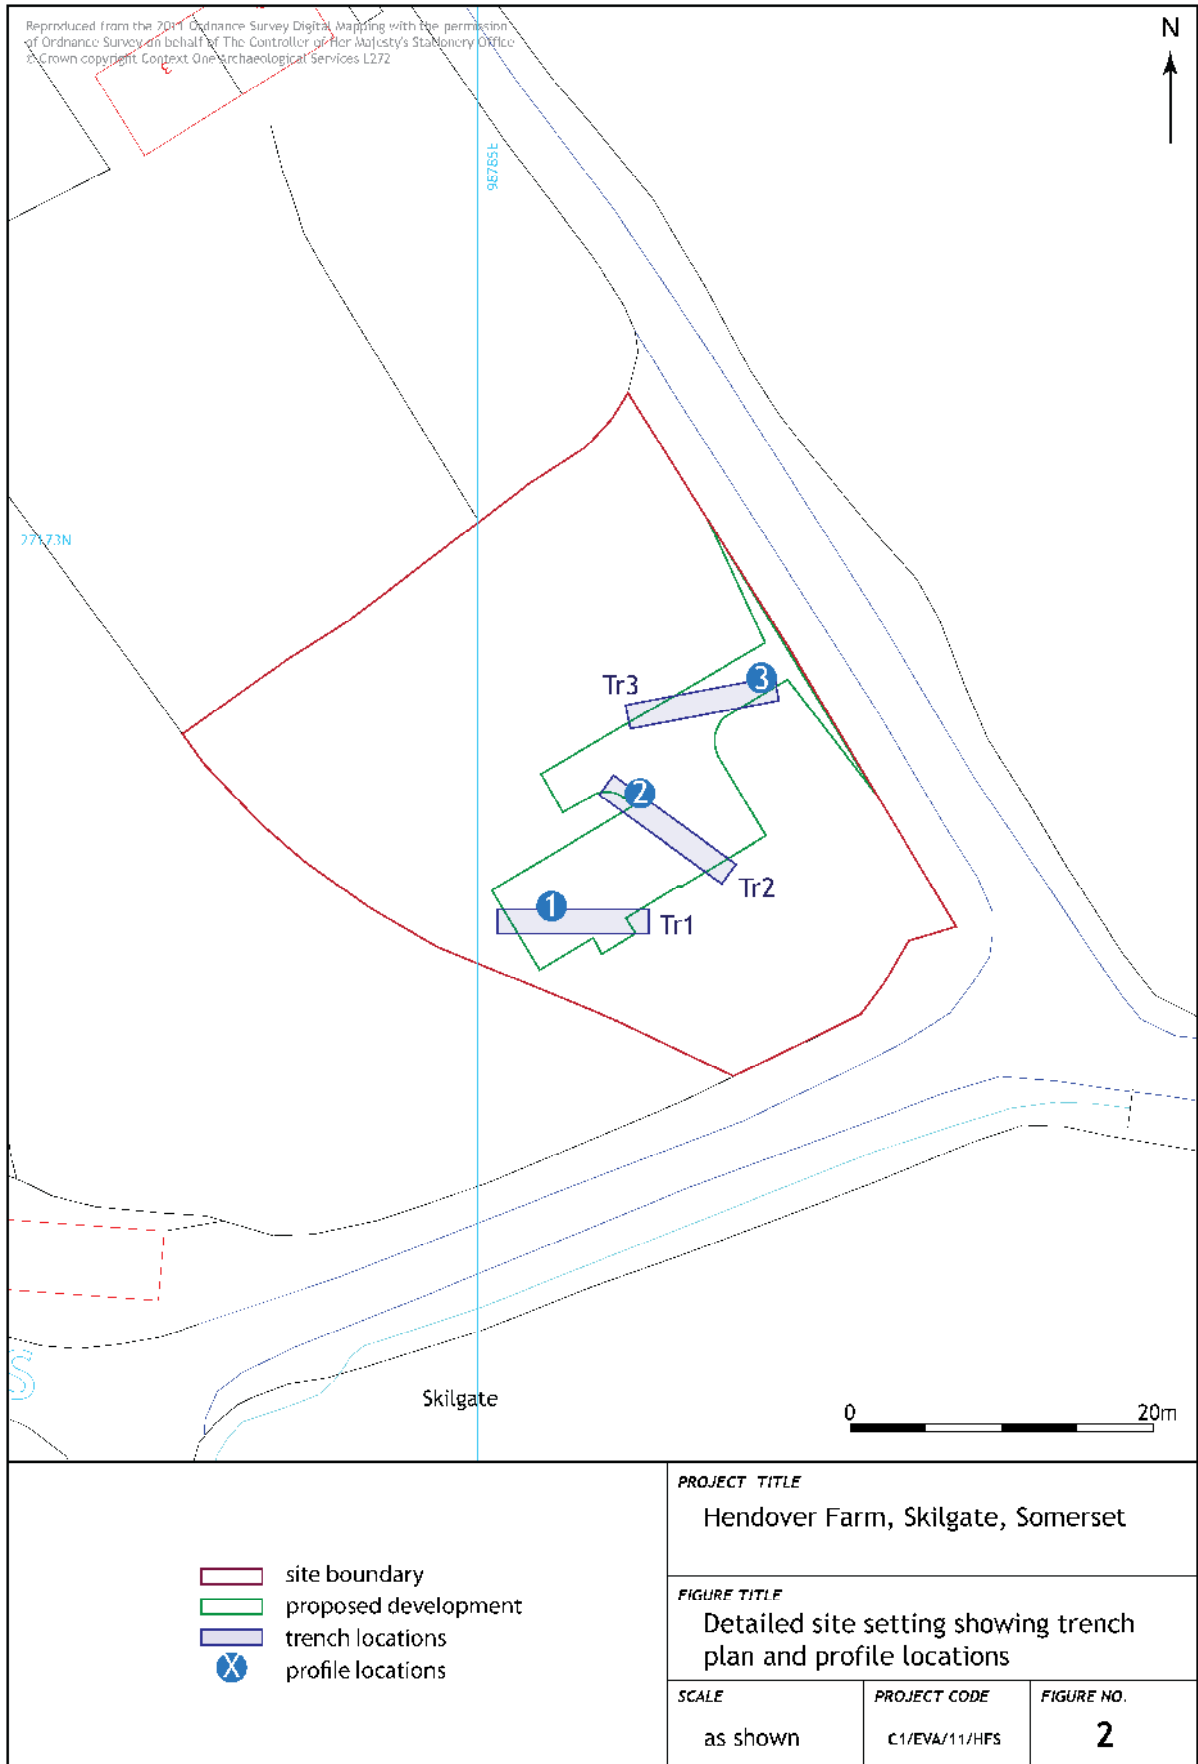 Reproduced from the 2011 Ordnance Survey Digital Mapping with the permission
of Ordnance Survey on behalf of The Controller of Her Majesty's Stationery Office
© Crown copyright Context One Archaeological Services L272
N
3
98785E
27173N
Tr3
3
2
Tr2
1
Tr1
S
Skilgate
0 20m
site boundary
proposed development
trench locations
X profile locations
PROJECT TITLE
Hendover Farm, Skilgate, Somerset
FIGURE TITLE
Detailed site setting showing trench
plan and profile locations
SCALE
as shown
PROJECT CODE
C1/EVA/11/HFS
FIGURE NO.
2